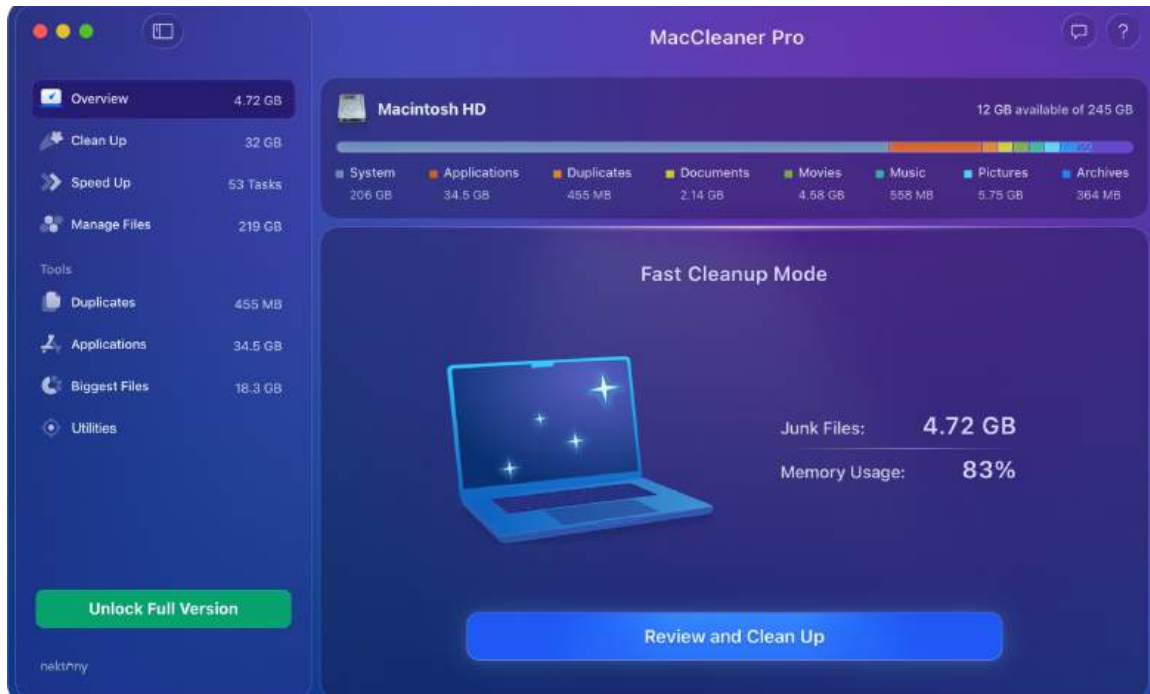 MacCleaner Pro
?
Overview 4.72 GB
Clean Up 32 GB
Speed Up 53 Tasks
Manage Files 219 GB
Tools
Duplicates 455 MB
Applications 34.5 GB
Biggest Files 18.3 GB
Utilities
Unlock Full Version
nektony
Macintosh HD 12 GB available of 245 GB
System Applications Duplicates Documents Movies Music Pictures Archives
206 GB 34.5 GB 455 MB 2.14 GB 4.58 GB 558 MB 5.75 GB 364 MB
Fast Cleanup Mode
Junk Files: 4.72 GB
Memory Usage: 83%
Review and Clean Up